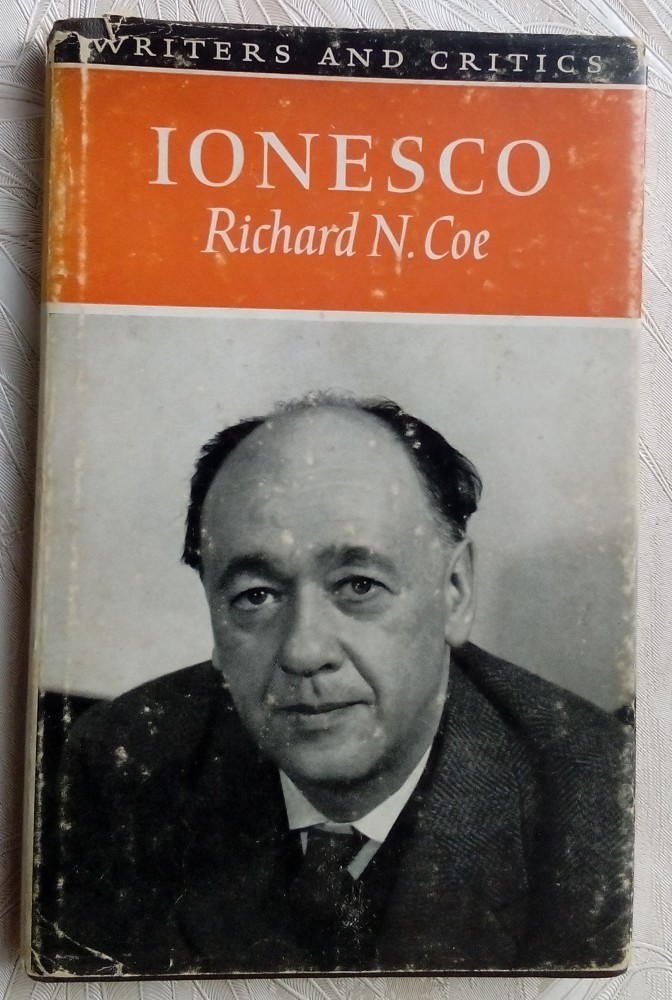 WRITERS AND CRITICS
IONESCO
Richard N. Coe